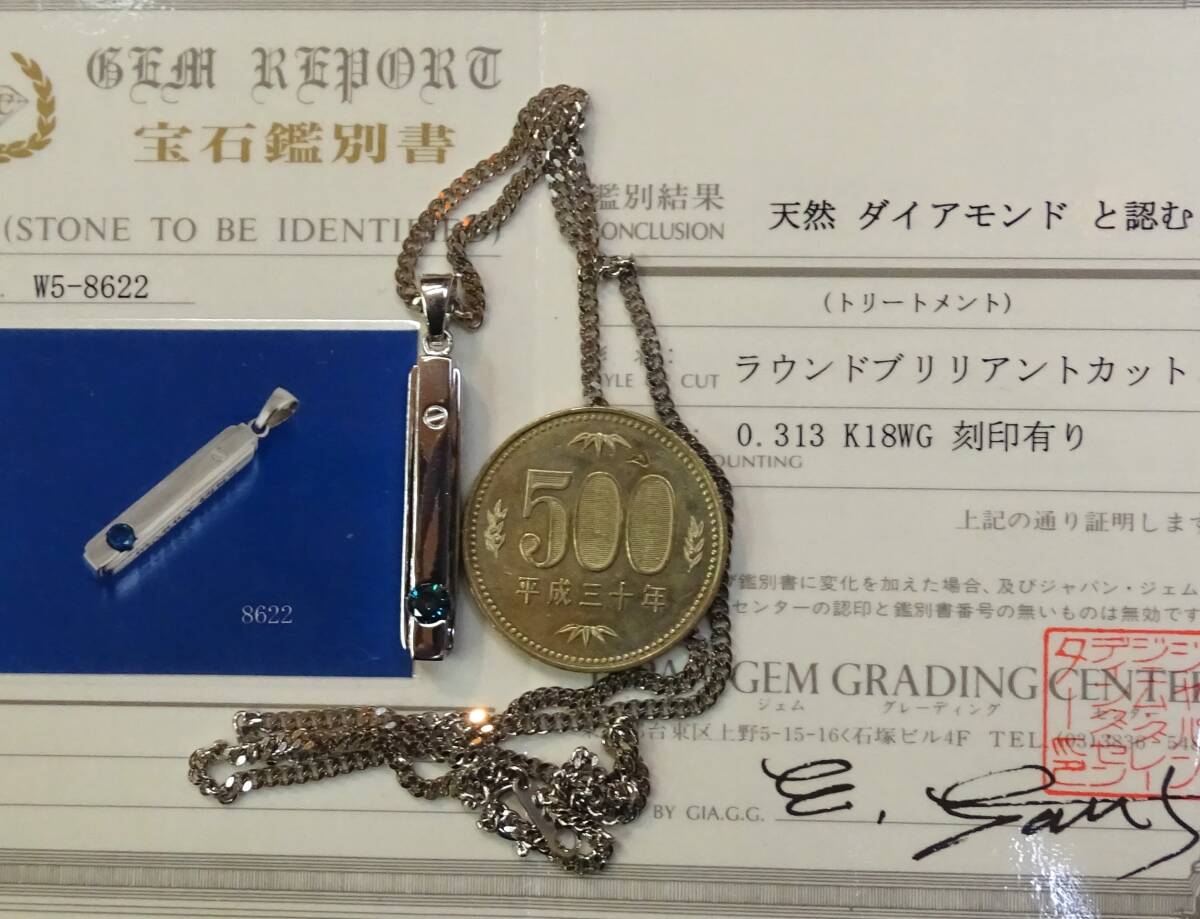 GEM REPORT
宝石鑑別書
(STONE TO BE IDENTIFIED)
W5-8622
8622
鑑別結果
CONCLUSION
天然 ダイアモンド と認む
(トリートメント)
CUT
ラウンドブリリアントカット
0.313 K18WG 刻印有り
上記の通り証明します
鑑別書に変化を加えた場合、及びジャパン・ジェム
センターの認印と鑑別書番号の無いものは無効です
GEM GRADING CENTER
ジェム グレーディング
台東区上野5-15-16 石塚ビル4F TEL
BY GIA.G.G.
500
平成三十年